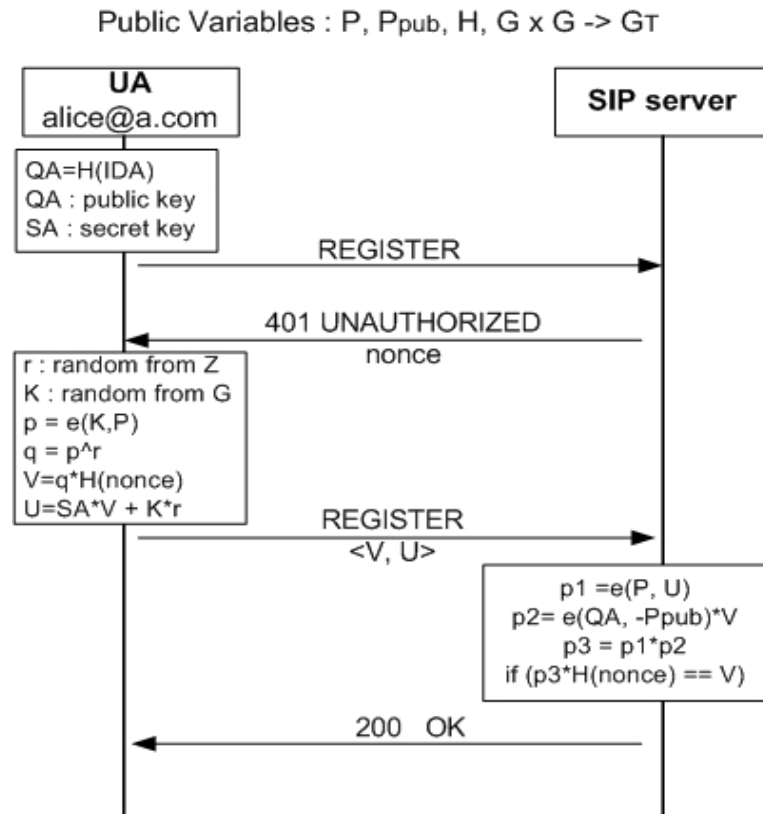 Public Variables : P, Ppub, H, G x G -> GT
UA
alice@a.com
SIP server
QA=H(IDA)
QA : public key
SA : secret key
REGISTER
401 UNAUTHORIZED
nonce
r : random from Z
K : random from G
p = e(K,P)
q = p^r
V=q*H(nonce)
U=SA*V + K*r
REGISTER
<V, U>
p1 =e(P, U)
p2= e(QA, -Ppub)*V
p3 = p1*p2
if (p3*H(nonce) == V)
200 OK